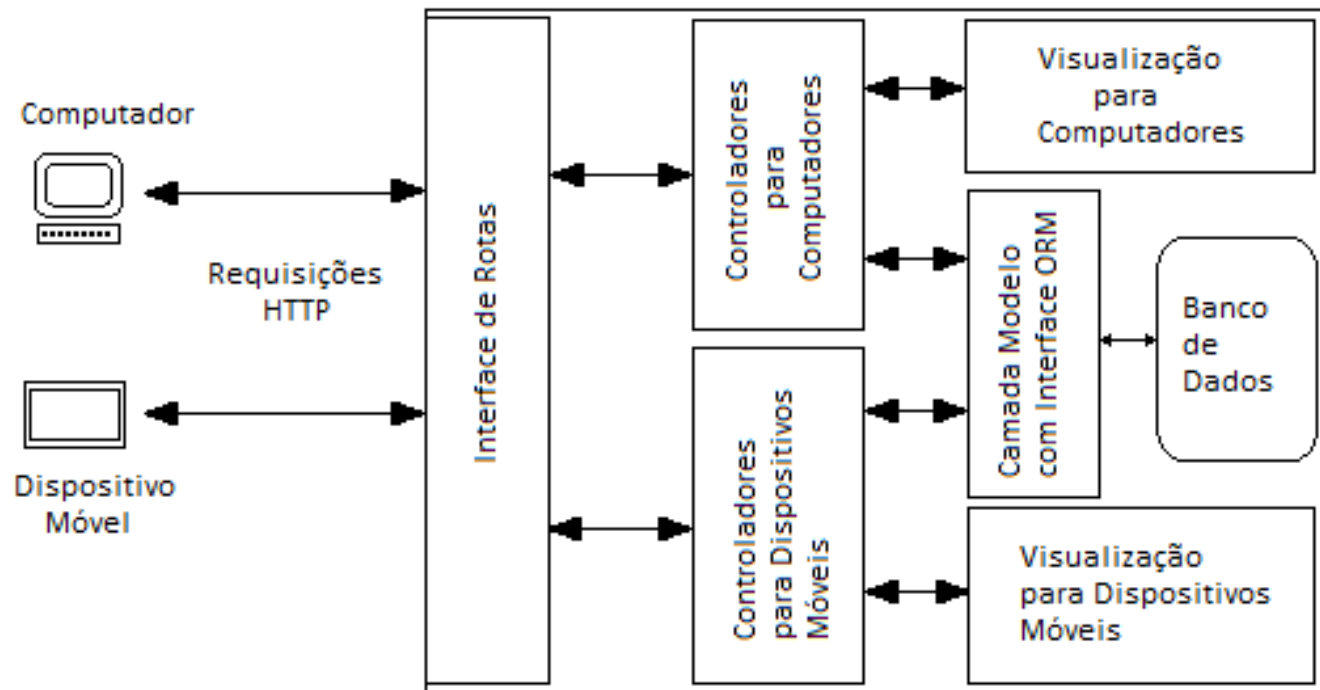 Computador
Requisições
HTTP
Dispositivo
Móvel
Interface de Rotas
Controladores
para
Computadores
Controladores
para Dispositivos
Móveis
Visualização
para
Computadores
Camada Modelo
com Interface ORM
Banco
de
Dados
Visualização
para Dispositivos
Móveis